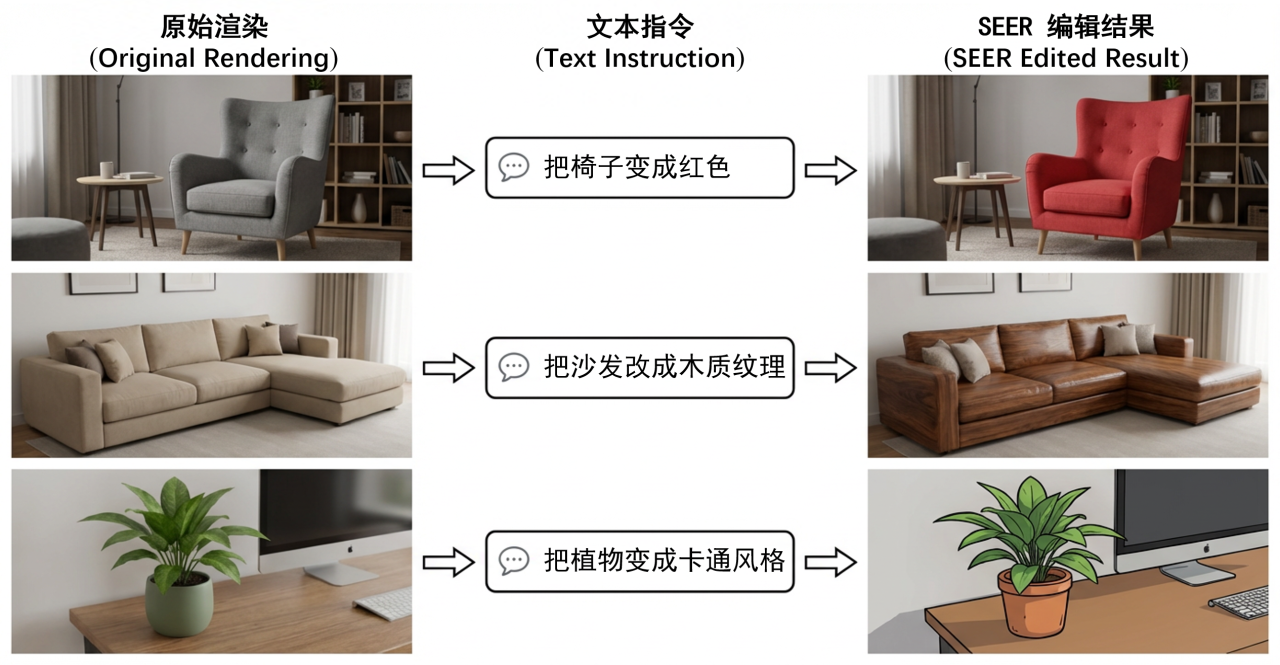 原始渲染
(Original Rendering)
文本指令
(Text Instruction)
SEER 编辑结果
(SEER Edited Result)
把椅子变成红色
把沙发改成木质纹理
把植物变成卡通风格